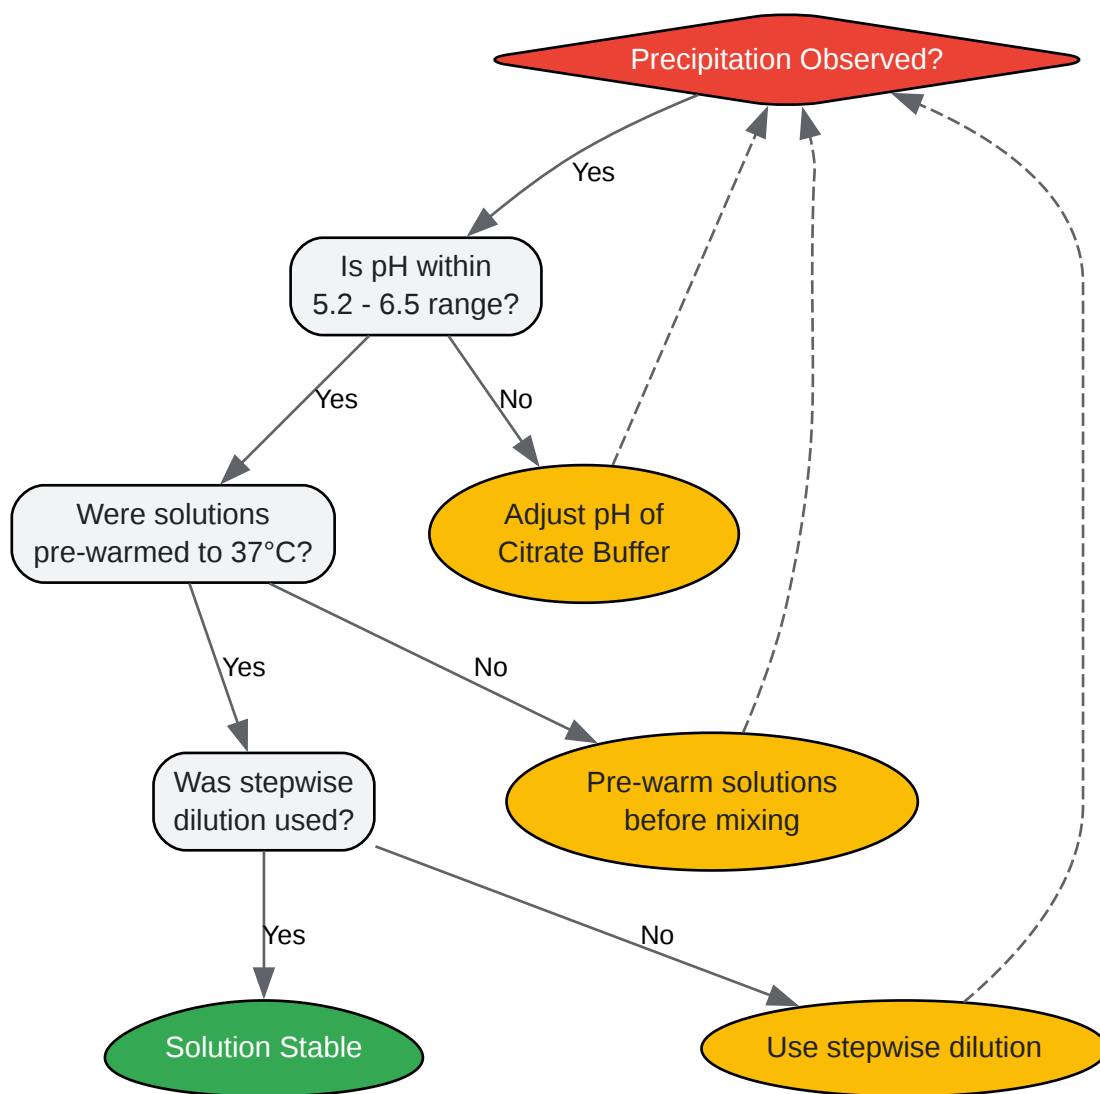 Precipitation Observed?
Yes
Is pH within
5.2 - 6.5 range?
Yes
No
Were solutions
pre-warmed to 37°C?
Adjust pH of
Citrate Buffer
Yes
No
Was stepwise
dilution used?
Pre-warm solutions
before mixing
Yes
No
Solution Stable
Use stepwise dilution